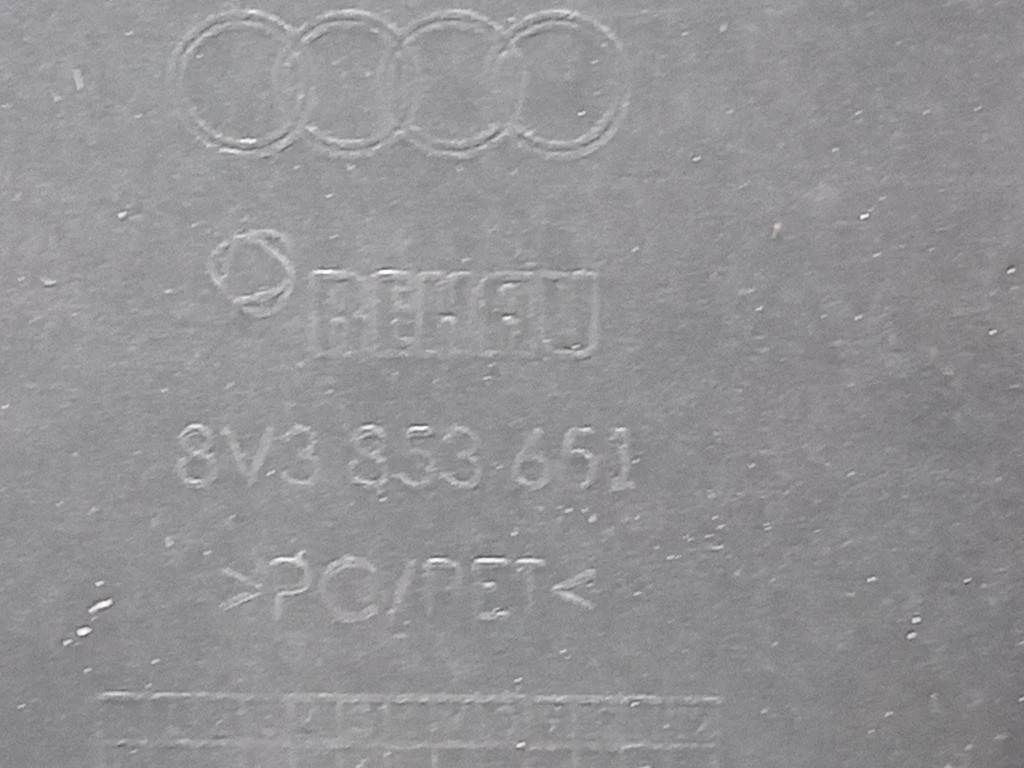 REHAU
8V3 853 651
>PC/PET<